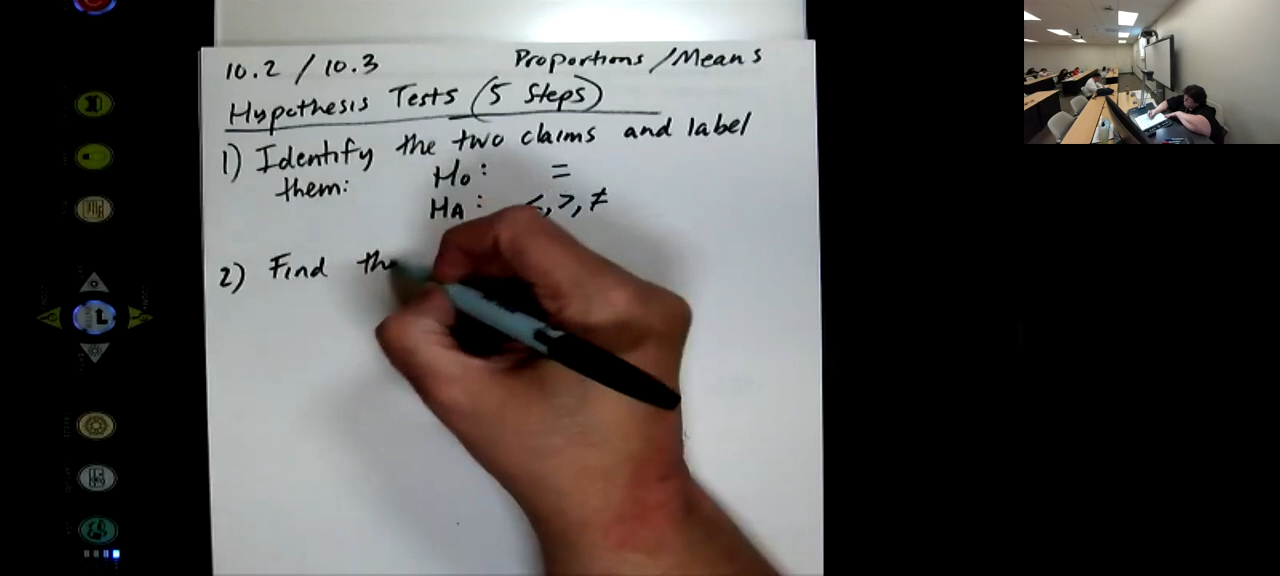 10.2 / 10.3 Proportions / Means
Hypothesis Tests (5 Steps)
1) Identify the two claims and label
them: H₀: =
HA: <, >, ≠
2) Find the